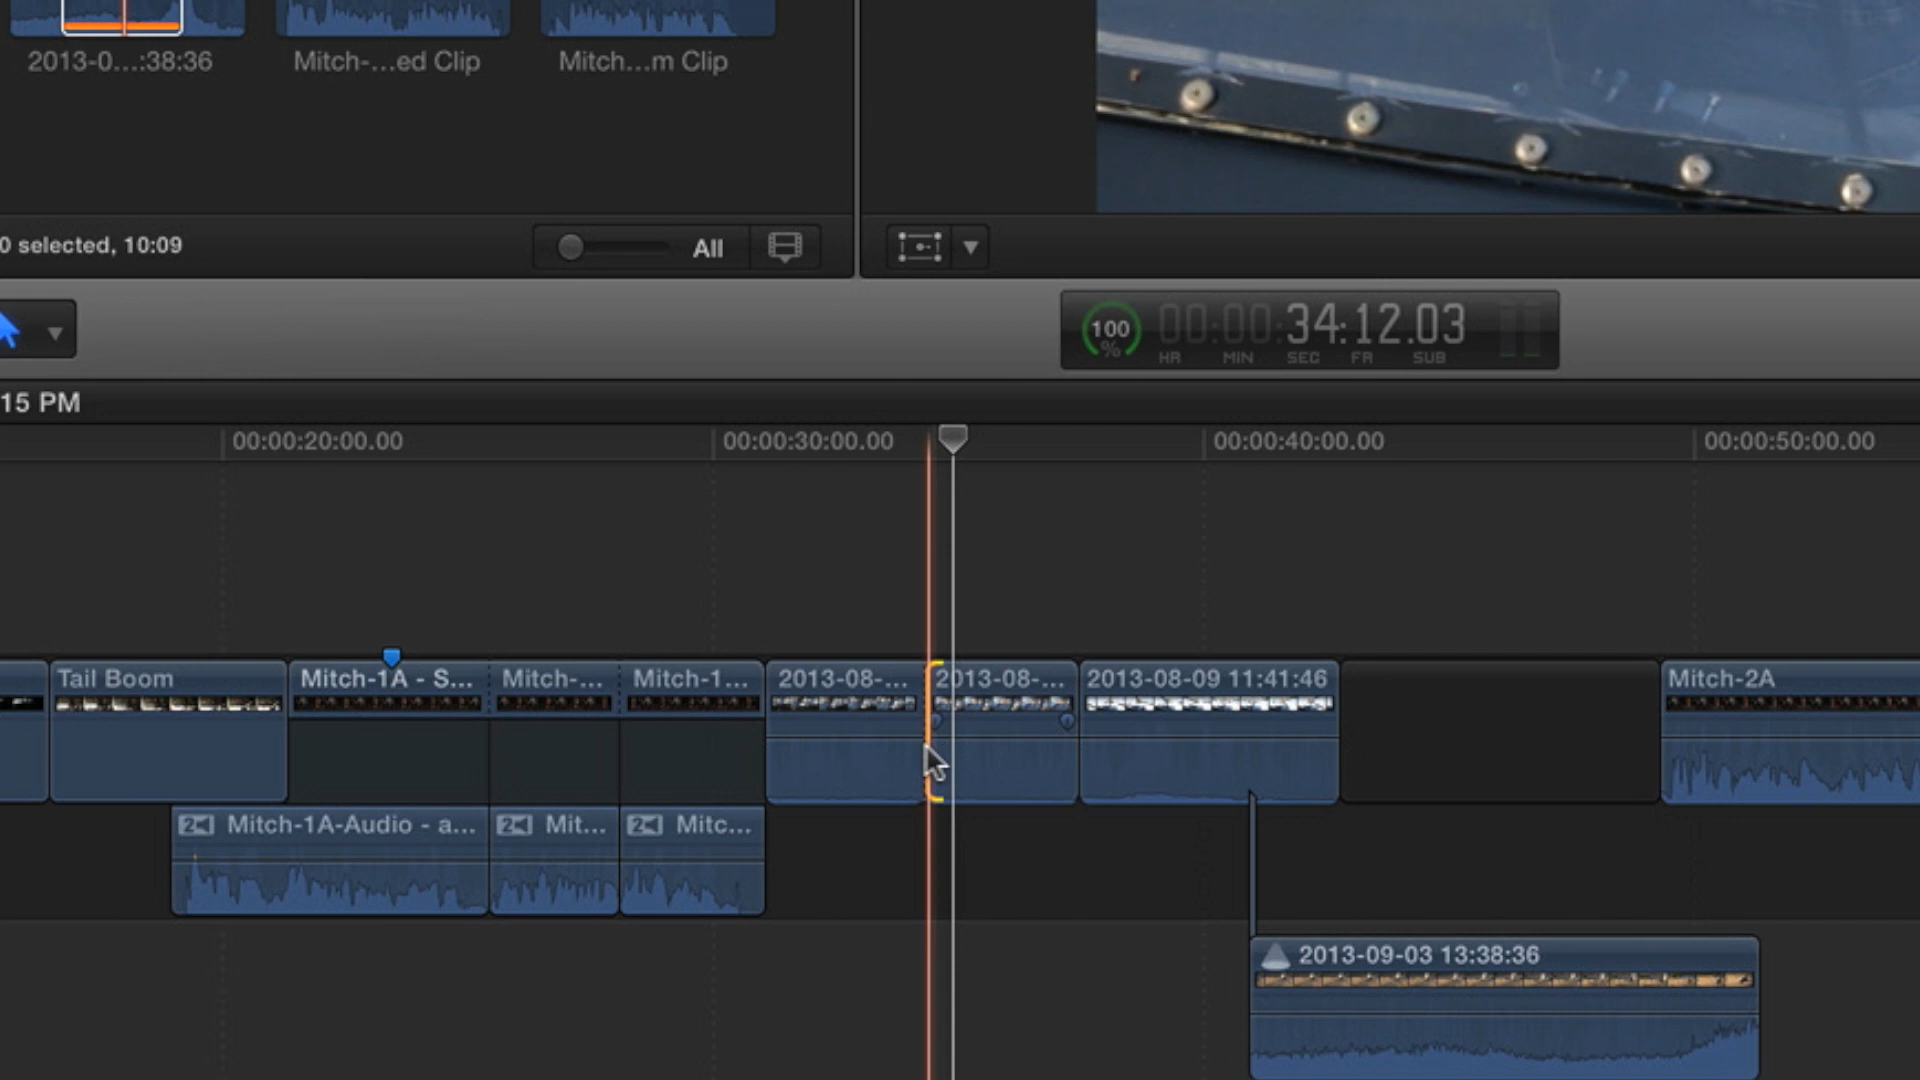 2013-0...:38:36
Mitch-...ed Clip
Mitch...m Clip
0 selected, 10:09
All
100
%
00:00:34:12.03
HR MIN SEC FR SUB
15 PM
00:00:20:00.00
00:00:30:00.00
00:00:40:00.00
00:00:50:00.00
Tail Boom
Mitch-1A - S...
Mitch-...
Mitch-1...
2013-08-...
2013-08-...
2013-08-09 11:41:46
Mitch-2A
Mitch-1A-Audio - a...
Mit...
Mitc...
2013-09-03 13:38:36